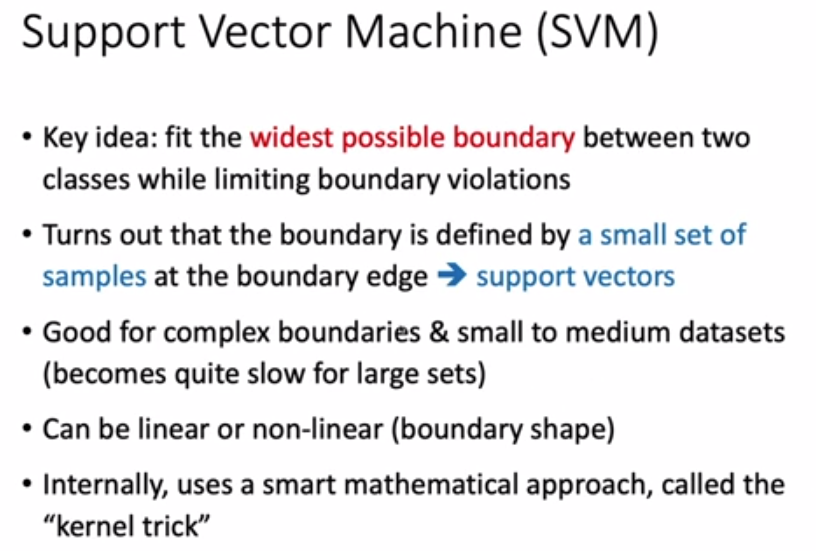 Support Vector Machine (SVM)
• Key idea: fit the widest possible boundary between two
classes while limiting boundary violations
• Turns out that the boundary is defined by a small set of
samples at the boundary edge ➔ support vectors
• Good for complex boundaries & small to medium datasets
(becomes quite slow for large sets)
• Can be linear or non-linear (boundary shape)
• Internally, uses a smart mathematical approach, called the
“kernel trick”